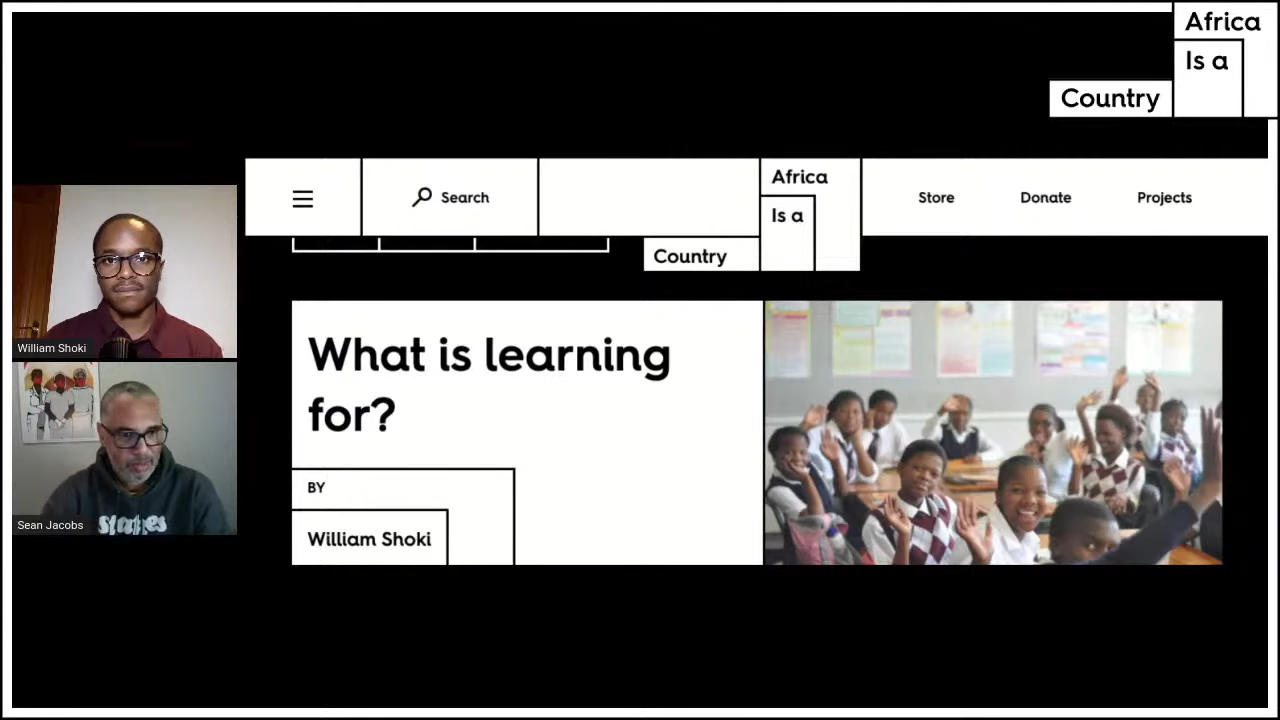 Africa
Is a
Country
Search
Africa
Is a
Country
Store
Donate
Projects
What is learning
for?
BY
William Shoki
William Shoki
Sean Jacobs